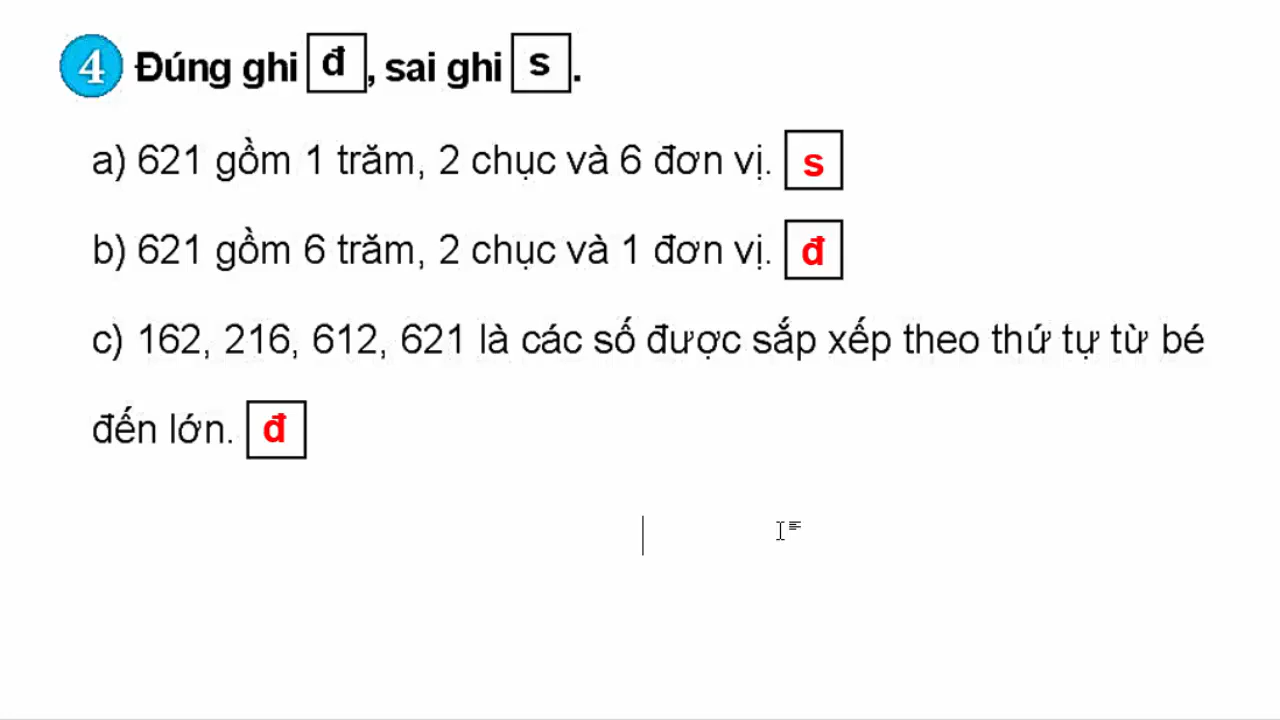 4 Đúng ghi đ, sai ghi s.
a) 621 gồm 1 trăm, 2 chục và 6 đơn vị. s
b) 621 gồm 6 trăm, 2 chục và 1 đơn vị. đ
c) 162, 216, 612, 621 là các số được sắp xếp theo thứ tự từ bé
đến lớn. đ